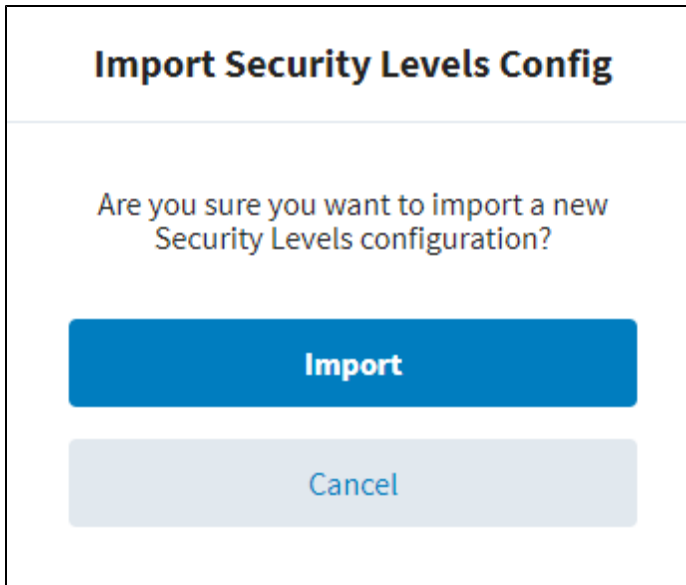 Import Security Levels Config
Are you sure you want to import a new
Security Levels configuration?
Import
Cancel